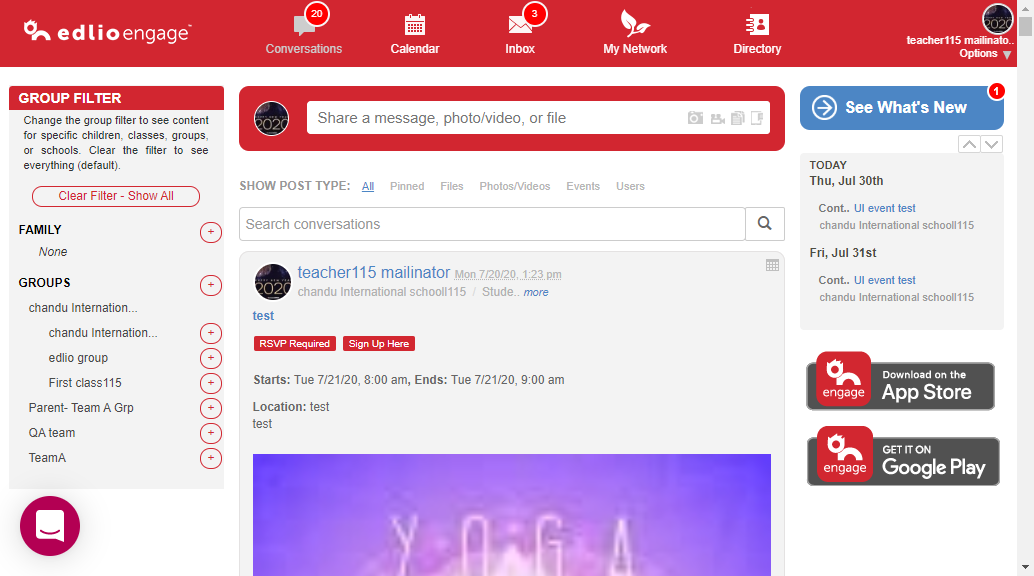 edlio engage
20
Conversations
Calendar
3
Inbox
My Network
Directory
teacher115 mailinato..
Options
GROUP FILTER
Change the group filter to see content
for specific children, classes, groups,
or schools. Clear the filter to see
everything (default).
Clear Filter - Show All
FAMILY
None
GROUPS
chandu Internation...
chandu Internation...
edlio group
First class115
Parent- Team A Grp
QA team
TeamA
2020
Share a message, photo/video, or file
SHOW POST TYPE: All Pinned Files Photos/Videos Events Users
Search conversations
2020
teacher115 mailinator Mon 7/20/20, 1:23 pm
chandu International schooll115 / Stude.. more
test
RSVP Required Sign Up Here
Starts: Tue 7/21/20, 8:00 am, Ends: Tue 7/21/20, 9:00 am
Location: test
test
YOGA
See What's New
1
TODAY
Thu, Jul 30th
Cont.. UI event test
chandu International schooll115
Fri, Jul 31st
Cont.. UI event test
chandu International schooll115
engage
Download on the
App Store
engage
GET IT ON
Google Play